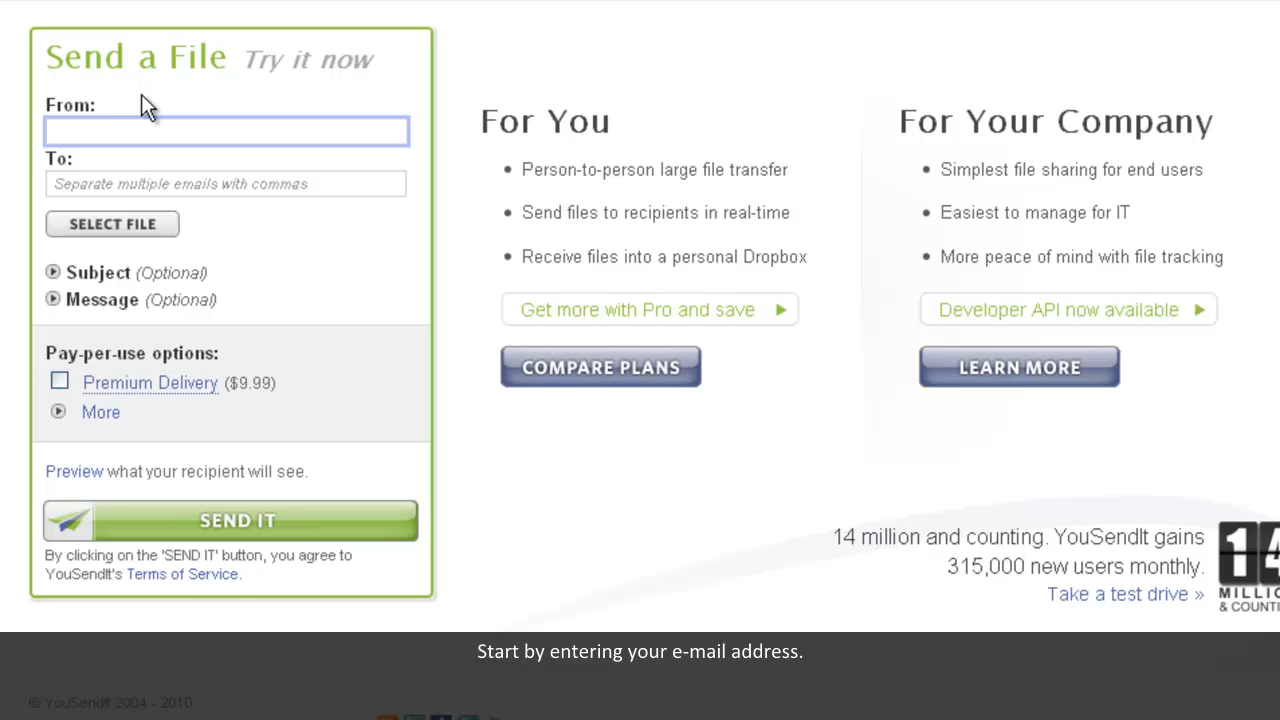 Send a File Try it now
From:
To:
Separate multiple emails with commas
SELECT FILE
Subject (Optional)
Message (Optional)
Pay-per-use options:
Premium Delivery ($9.99)
More
Preview what your recipient will see.
SEND IT
By clicking on the 'SEND IT' button, you agree to
YouSendIt's Terms of Service.
For You
• Person-to-person large file transfer
• Send files to recipients in real-time
• Receive files into a personal Dropbox
Get more with Pro and save
COMPARE PLANS
For Your Company
• Simplest file sharing for end users
• Easiest to manage for IT
• More peace of mind with file tracking
Developer API now available
LEARN MORE
14 million and counting. YouSendIt gains
315,000 new users monthly.
Take a test drive »
14
MILLIO
& COUNTI
Start by entering your e-mail address.
© YouSendIt 2004 - 2010